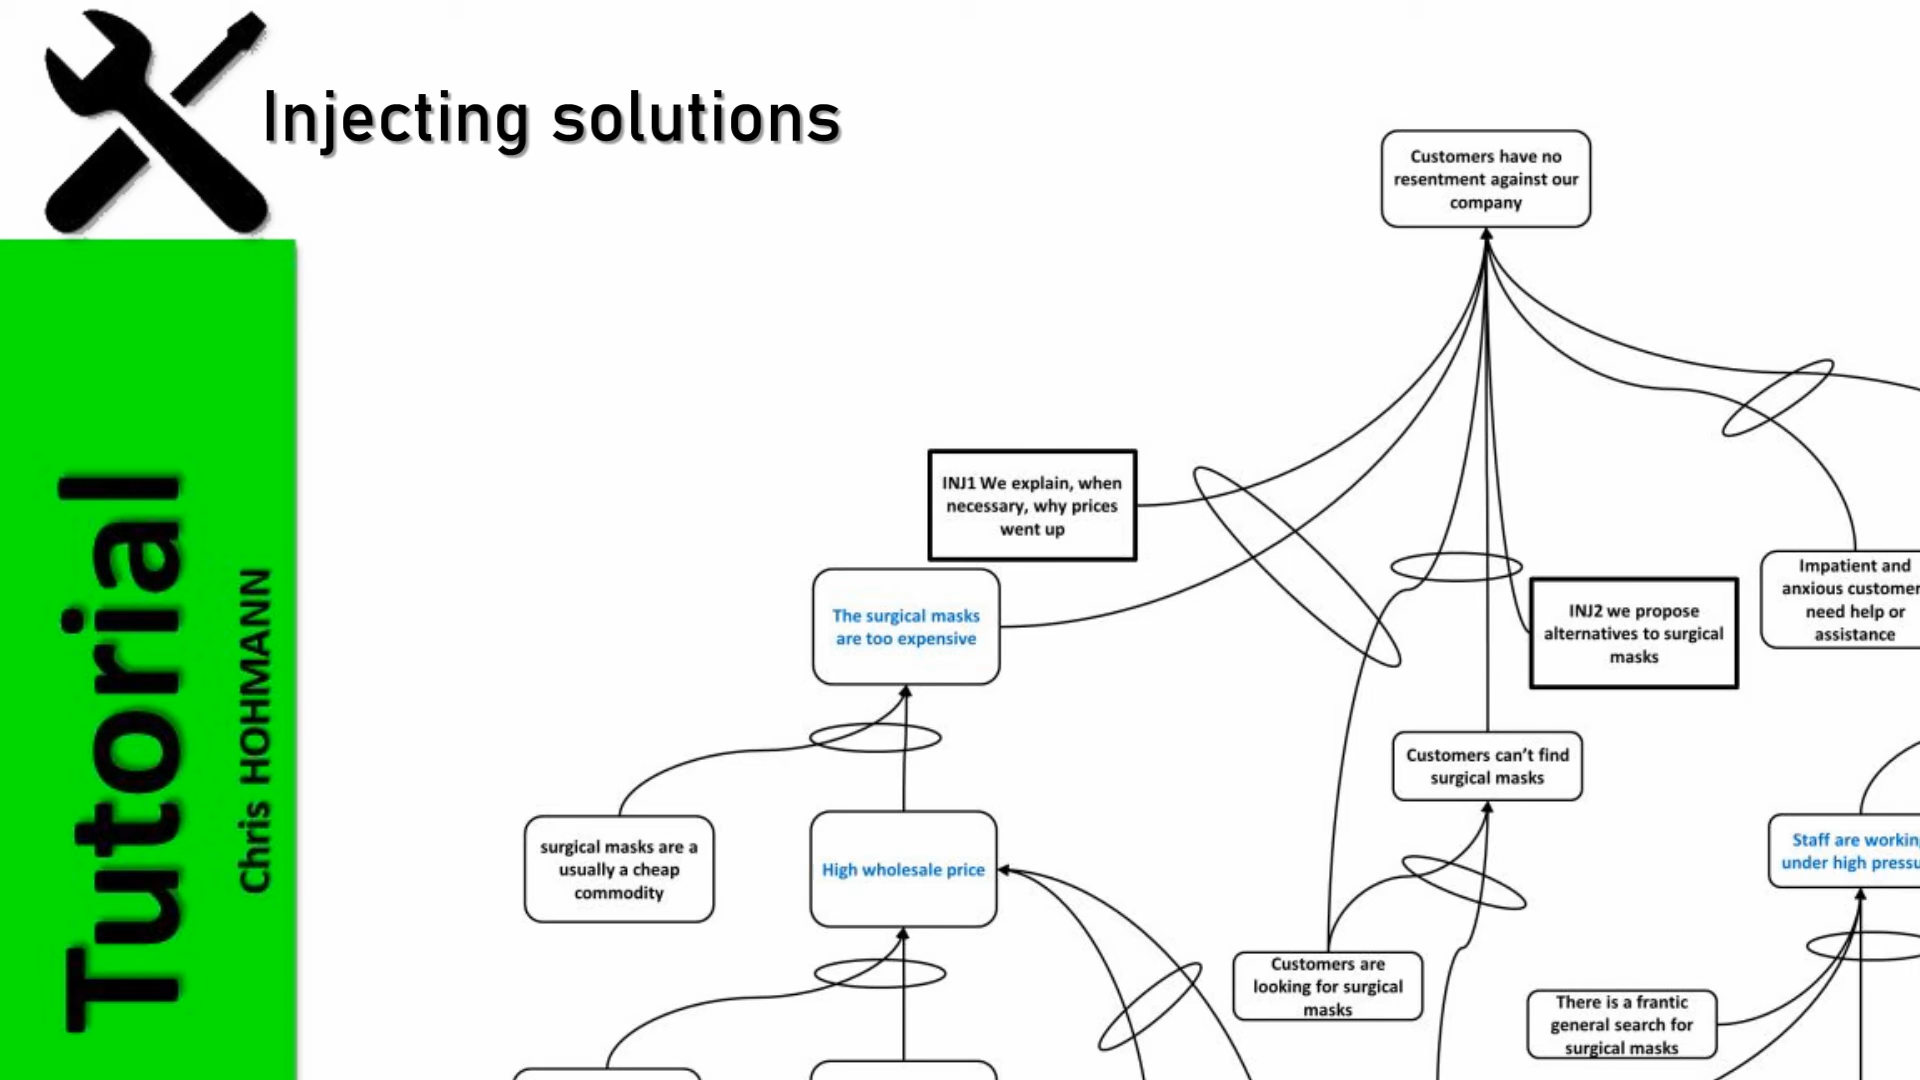 Injecting solutions
Tutorial
Chris HOHMANN
Customers have no
resentment against our
company
INJ1 We explain, when
necessary, why prices
went up
The surgical masks
are too expensive
INJ2 we propose
alternatives to surgical
masks
Impatient and
anxious customer
need help or
assistance
Customers can’t find
surgical masks
surgical masks are a
usually a cheap
commodity
High wholesale price
Staff are working
under high pressu
Customers are
looking for surgical
masks
There is a frantic
general search for
surgical masks